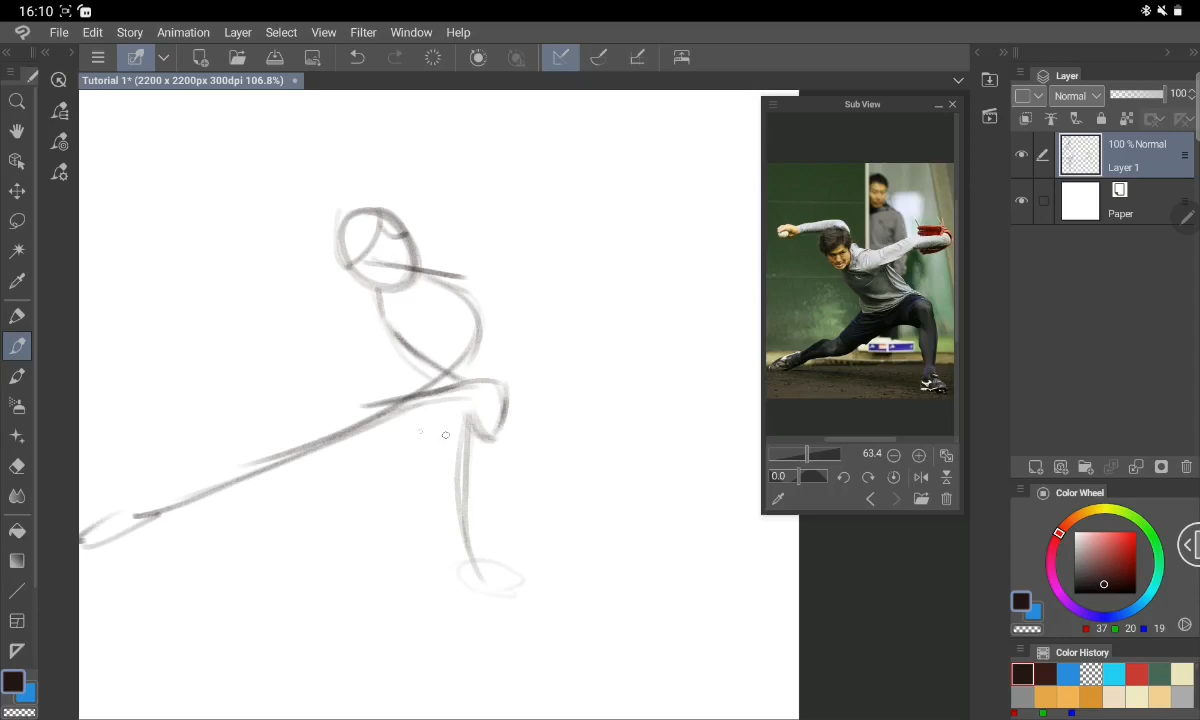 16:10
File Edit Story Animation Layer Select View Filter Window Help
Tutorial 1* (2200 x 2200px 300dpi 106.8%)
Sub View
63.4
0.0
Layer
Normal 100
100 % Normal
Layer 1
Paper
Color Wheel
37 20 19
Color History